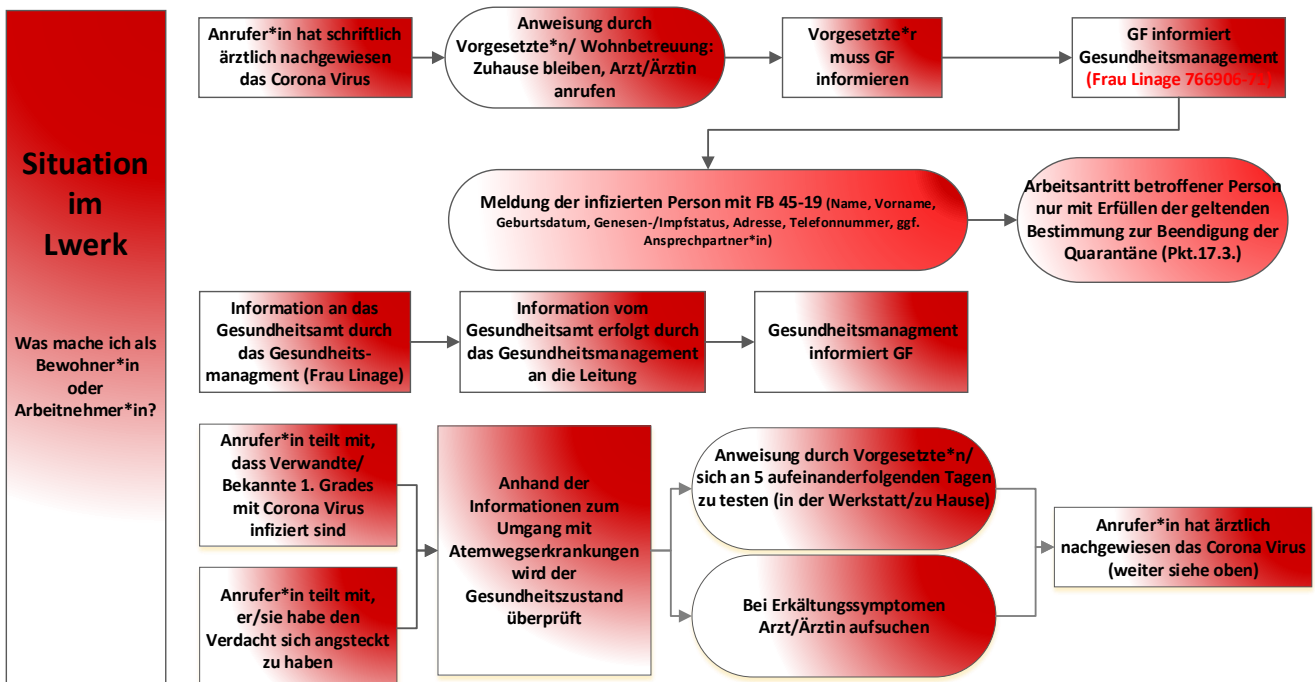 Situation
im
Lwerk
Was mache ich als
Bewohner*in
oder
Arbeitnehmer*in?
Anrufer*in hat schriftlich
ärztlich nachgewiesen
das Corona Virus
Anweisung durch
Vorgesetzte*n/ Wohnbetreuung:
Zuhause bleiben, Arzt/Ärztin
anrufen
Vorgesetzte*r
muss GF
informieren
GF informiert
Gesundheitsmanagement
(Frau Linage 766906-72)
Meldung der infizierten Person mit FB 45-19 (Name, Vorname,
Geburtsdatum, Genesen-/Impfstatus, Adresse, Telefonnummer, ggf.
Ansprechpartner*in)
Arbeitsantritt betroffener Person
nur mit Erfüllen der geltenden
Bestimmung zur Beendigung der
Quarantäne (Pkt.17.3.)
Information an das
Gesundheitsamt durch
das Gesundheits-
managment (Frau Linage)
Information vom
Gesundheitsamt erfolgt durch
das Gesundheitsmanagement
an die Leitung
Gesundheitsmanagment
informiert GF
Anrufer*in teilt mit,
dass Verwandte/
Bekannte 1. Grades
mit Corona Virus
infiziert sind
Anrufer*in teilt mit,
er/sie habe den
Verdacht sich angsteckt
zu haben
Anhand der
Informationen zum
Umgang mit
Atemwegserkrankungen
wird der
Gesundheitszustand
überprüft
Anweisung durch Vorgesetzte*n/
sich an 5 aufeinanderfolgenden Tagen
zu testen (in der Werkstatt/zu Hause)
Bei Erkältungssymptomen
Arzt/Ärztin aufsuchen
Anrufer*in hat ärztlich
nachgewiesen das Corona Virus
(weiter siehe oben)